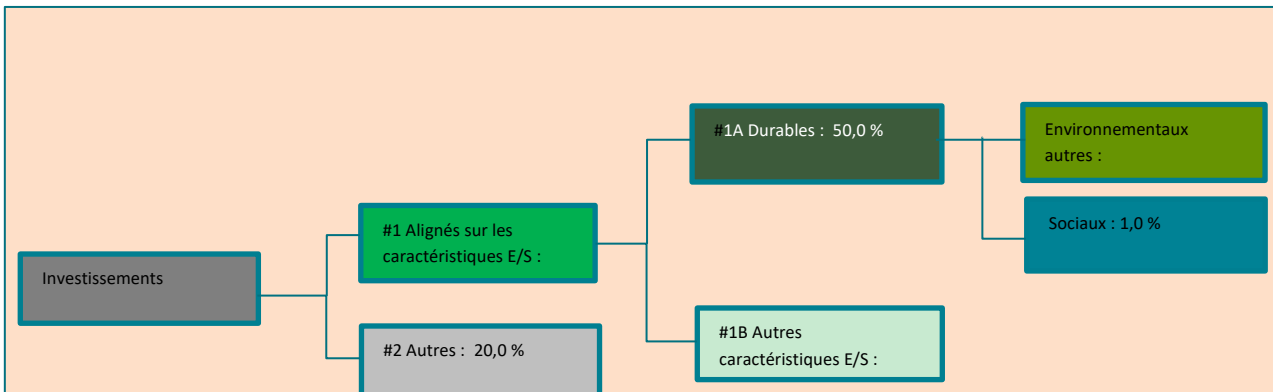 Investissements
#1 Alignés sur les
caractéristiques E/S :
#2 Autres : 20,0 %
#1A Durables : 50,0 %
#1B Autres
caractéristiques E/S :
Environnementaux
autres :
Sociaux : 1,0 %